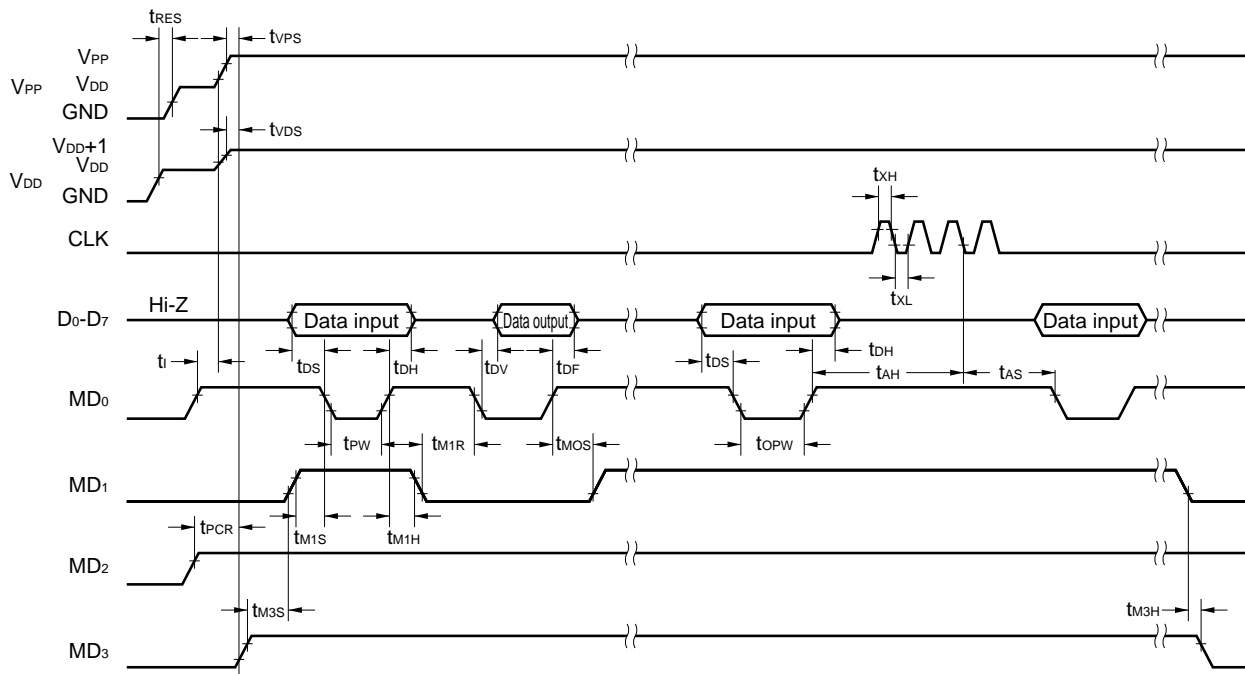 tRES
tVPS
VPP
VPP
VDD
GND
tVDS
VDD+1
VDD
VDD
GND
tXH
CLK
tXL
Hi-Z
D0-D7
Data input
Data output
Data input
Data input
tI
tDS
tDH
tDV
tDF
tDS
tDH
tAH
tAS
MD0
tPW
tM1R
tMOS
tOPW
MD1
tPCR
tM1S
tM1H
MD2
tM3S
tM3H
MD3